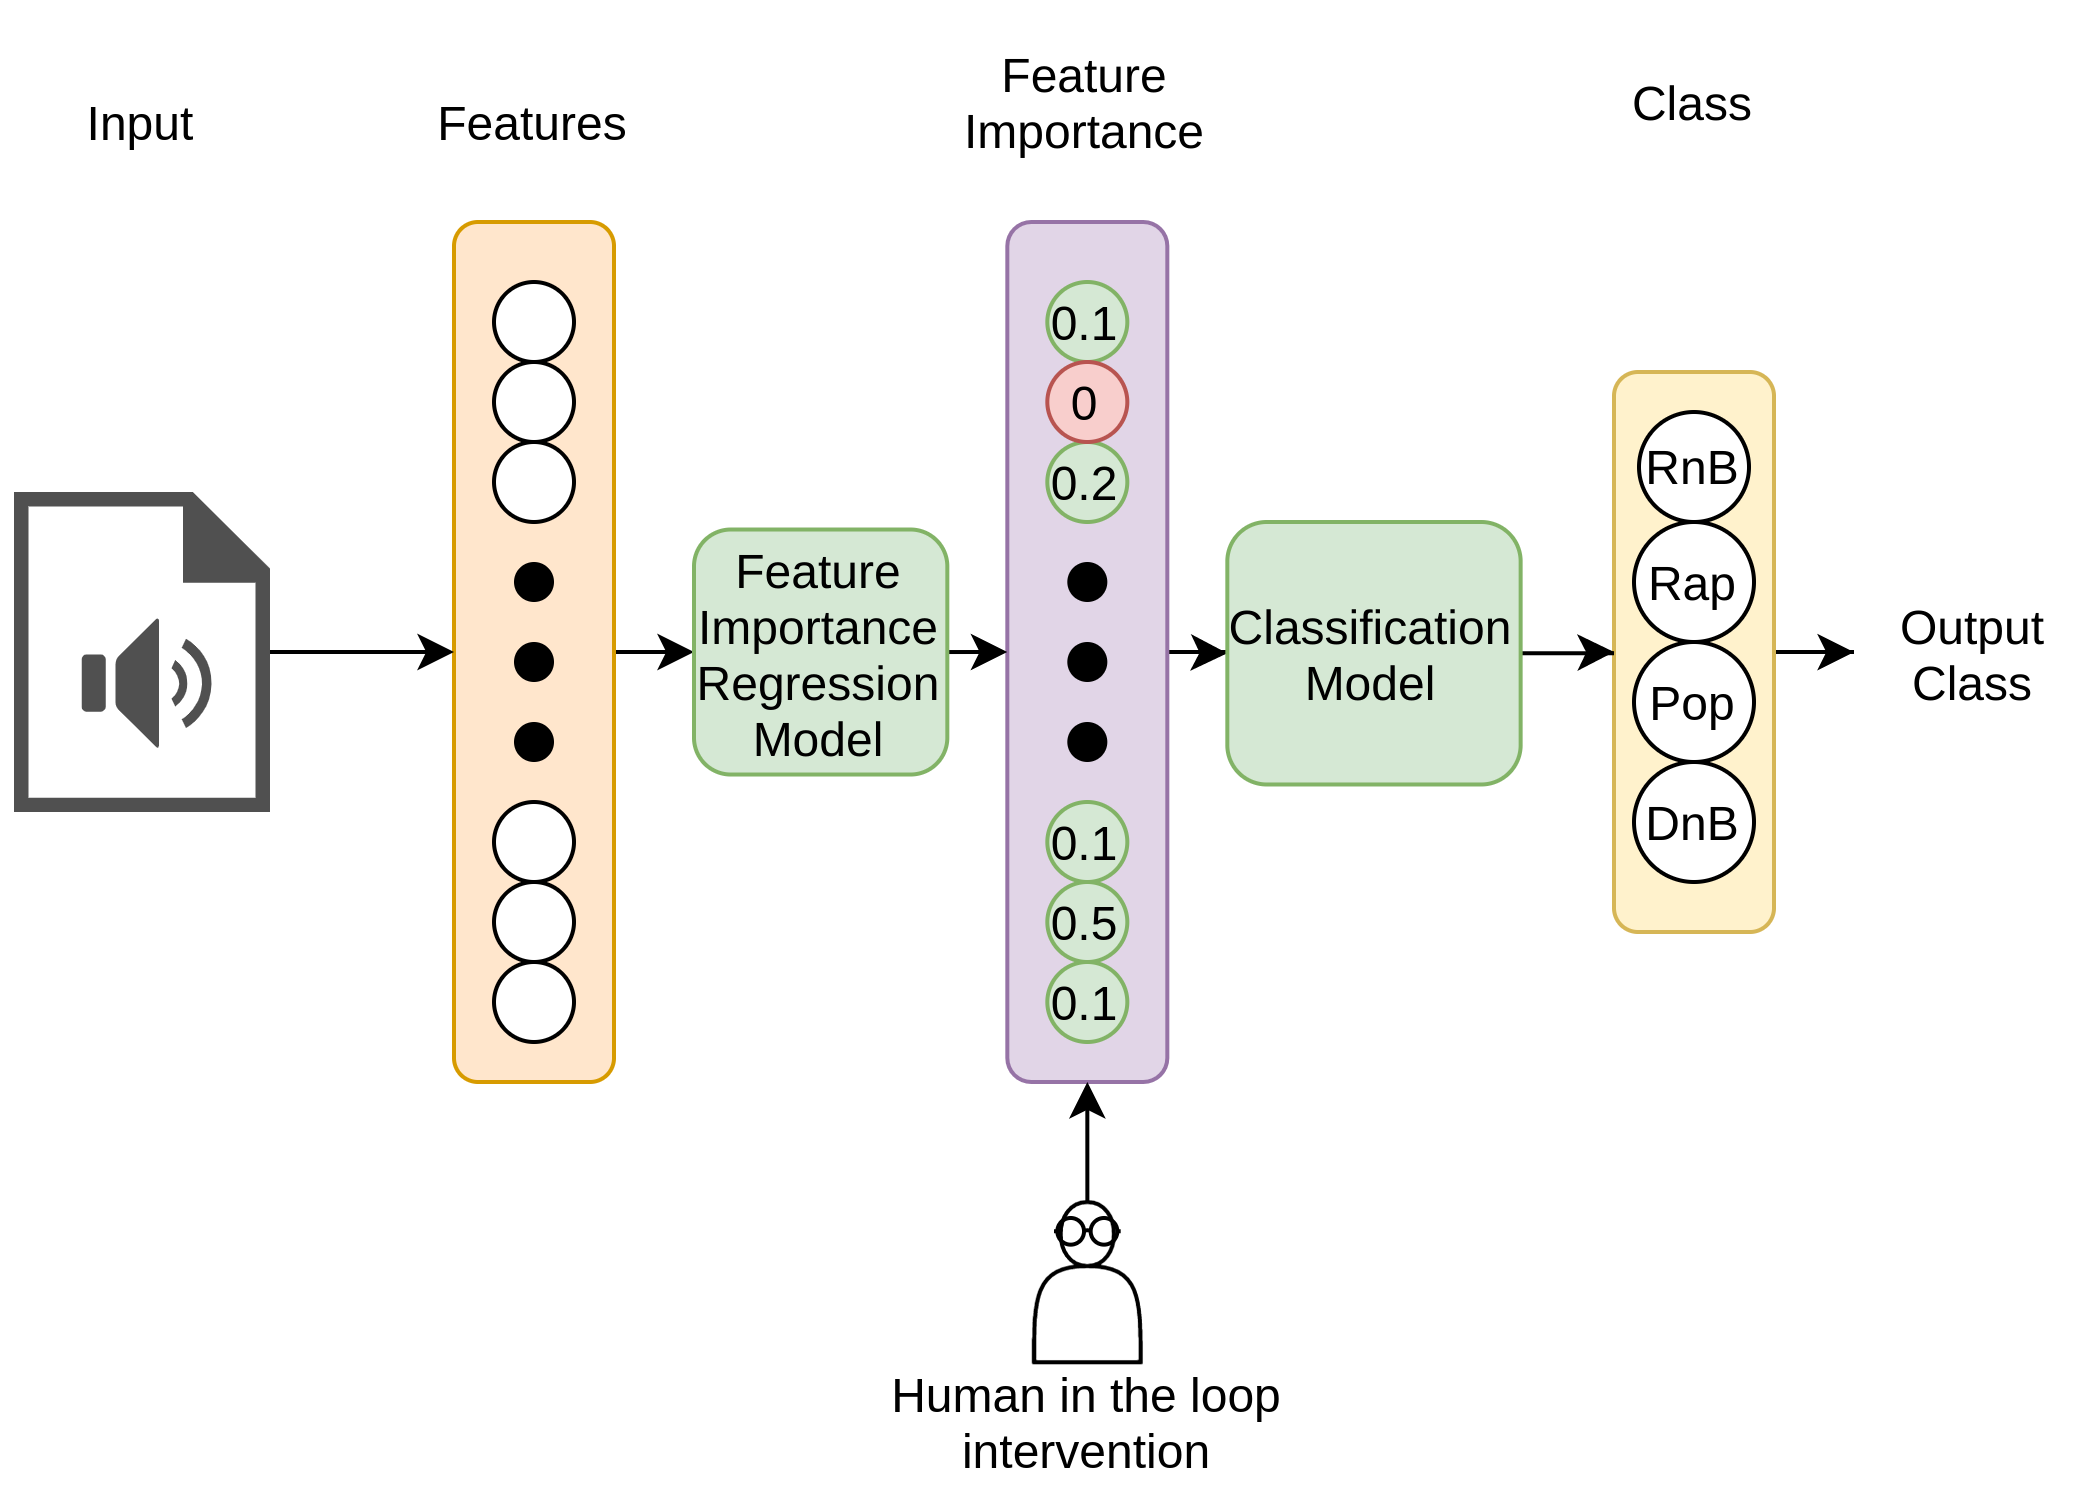 Input
Features
Feature
Importance
Class
0.1
0
0.2
0.1
0.5
0.1
Feature
Importance
Regression
Model
Classification
Model
RnB
Rap
Pop
DnB
Output
Class
Human in the loop
intervention